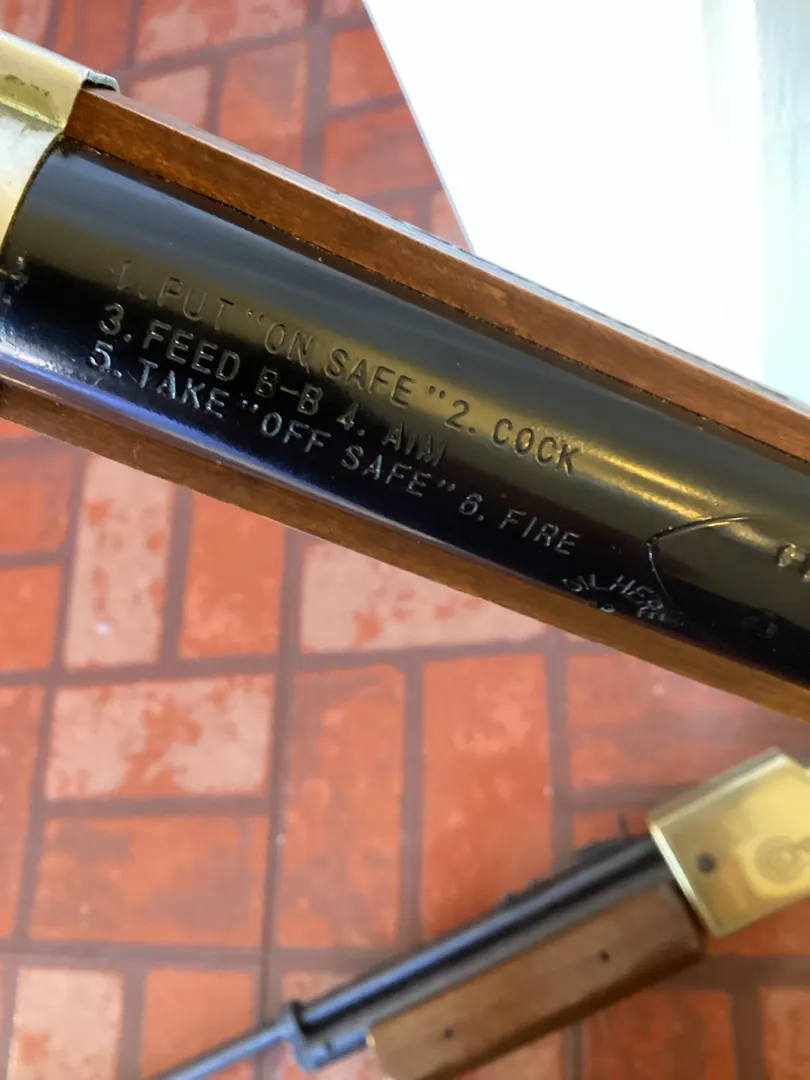 1. PUT "ON SAFE" 2. COCK
3. FEED B-B 4. AIM
5. TAKE "OFF SAFE" 6. FIRE